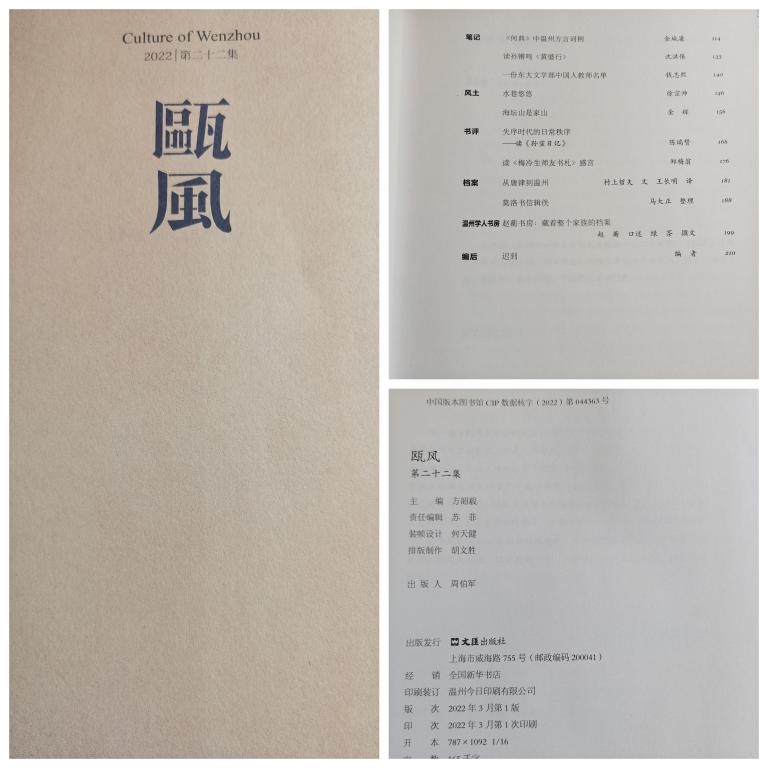 Culture of Wenzhou
2022|第二十二集
甌
風
笔记 《何典》中温州方言词例 金城濠 114
读孙锵鸣《黄婆行》 沈洪保 133
一份东大文学部中国人教师名单 钱志熙 140
风土 水巷悠悠 徐宗帅 146
海坛山是家山 金 辉 156
书评 失序时代的日常秩序
——读《孙宣日记》 陈瑞赞 168
读《梅冷生师友书札》感言 郑梅翁 176
档案 从唐律到温州 村上哲夫 文 王长明 译 181
莫洛书信辑佚 马大正 整理 188
温州学人书房 赵蘅书房:藏着整个家族的档案
赵 蘅 口述 绿 茶 撰文 199
编后 迟到 编 者 210
中国版本图书馆 CIP 数据核字(2022)第 044363 号
瓯风
第二十二集
主 编 方韶毅
责任编辑 苏 菲
装帧设计 何天健
排版制作 胡文胜
出 版 人 周伯军
出版发行 文匯出版社
上海市威海路 755 号(邮政编码 200041)
经 销 全国新华书店
印刷装订 温州今日印刷有限公司
版 次 2022 年 3 月第 1 版
印 次 2022 年 3 月第 1 次印刷
开 本 787×1092 1/16